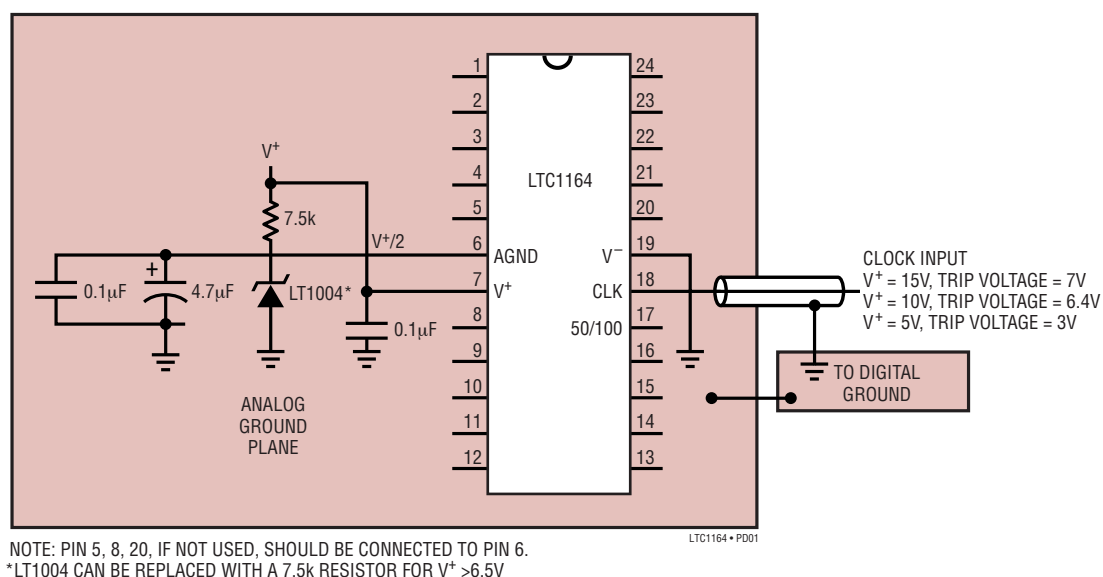 1
2
3
4
5
6
7
8
9
10
11
12
24
23
22
21
20
19
18
17
16
15
14
13
LTC1164
AGND
V+
V–
CLK
50/100
V+
7.5k
V+/2
0.1µF
4.7µF
LT1004*
0.1µF
ANALOG
GROUND
PLANE
CLOCK INPUT
V+ = 15V, TRIP VOLTAGE = 7V
V+ = 10V, TRIP VOLTAGE = 6.4V
V+ = 5V, TRIP VOLTAGE = 3V
TO DIGITAL
GROUND
LTC1164 • PD01
NOTE: PIN 5, 8, 20, IF NOT USED, SHOULD BE CONNECTED TO PIN 6.
*LT1004 CAN BE REPLACED WITH A 7.5k RESISTOR FOR V+ >6.5V